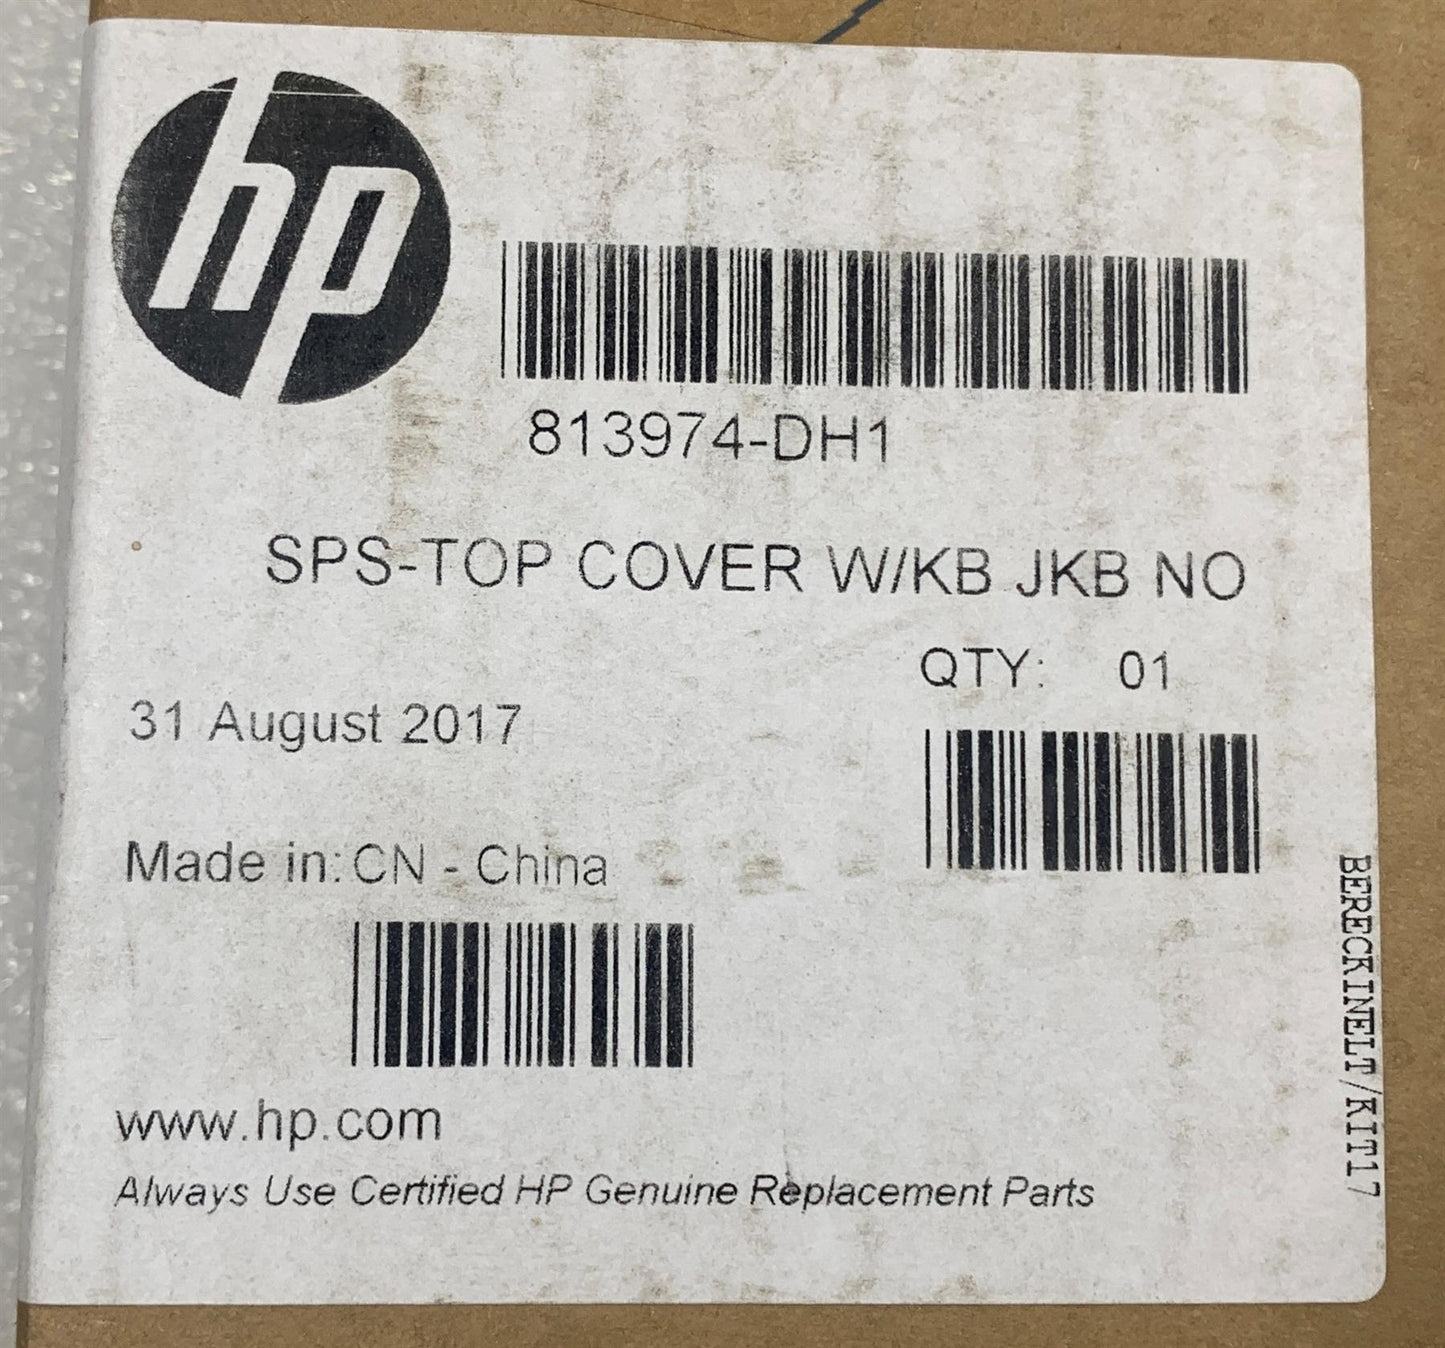 hp
813974-DH1
SPS-TOP COVER W/KB JKB NO
QTY: 01
31 August 2017
Made in: CN - China
www.hp.com
Always Use Certified HP Genuine Replacement Parts
BERECKINELT/KIT17